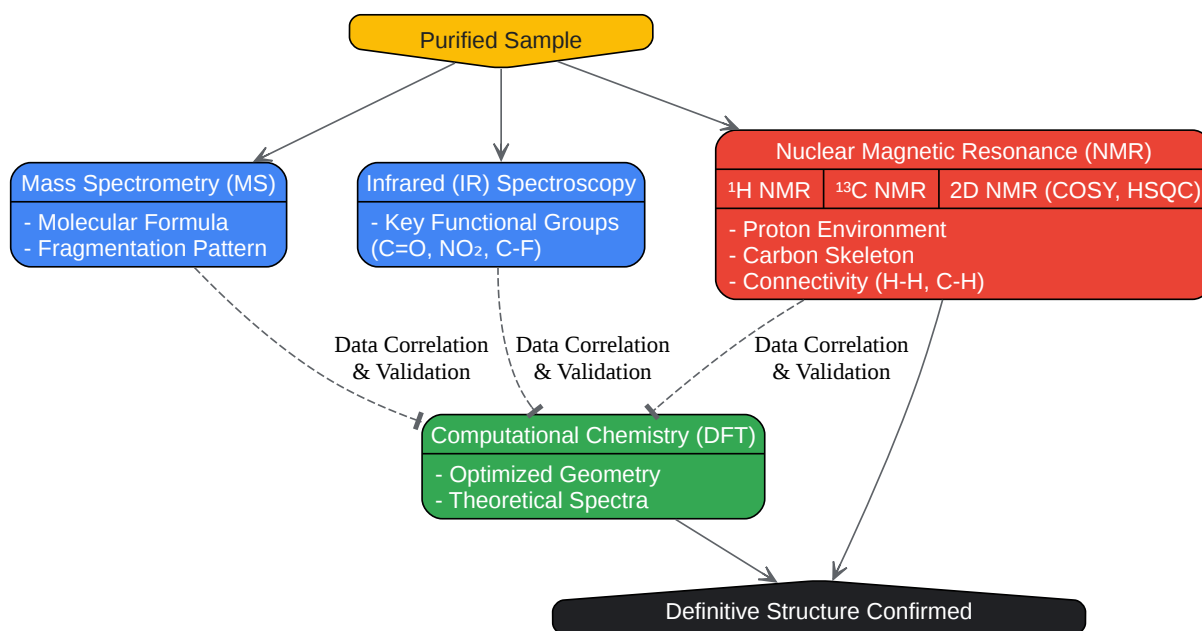 Purified Sample
Mass Spectrometry (MS)
- Molecular Formula
- Fragmentation Pattern
Infrared (IR) Spectroscopy
- Key Functional Groups
(C=O, NO₂, C-F)
Nuclear Magnetic Resonance (NMR)
¹H NMR
¹³C NMR
2D NMR (COSY, HSQC)
- Proton Environment
- Carbon Skeleton
- Connectivity (H-H, C-H)
Data Correlation
& Validation
Data Correlation
& Validation
Data Correlation
& Validation
Computational Chemistry (DFT)
- Optimized Geometry
- Theoretical Spectra
Definitive Structure Confirmed